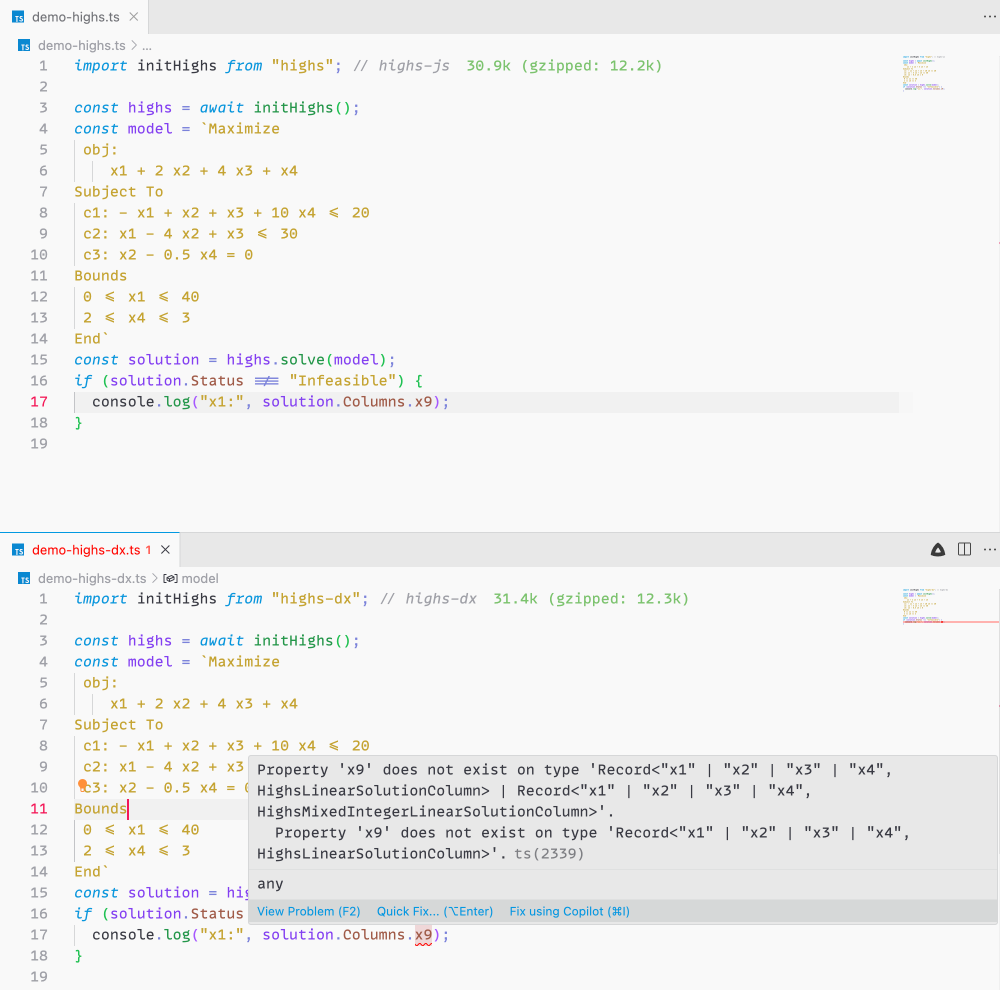 TS demo-highs.ts ×
TS demo-highs.ts > ...
1 import initHighs from "highs"; // highs-js 30.9k (gzipped: 12.2k)
2
3 const highs = await initHighs();
4 const model = `Maximize
5 obj:
6 x1 + 2 x2 + 4 x3 + x4
7 Subject To
8 c1: - x1 + x2 + x3 + 10 x4 <= 20
9 c2: x1 - 4 x2 + x3 <= 30
10 c3: x2 - 0.5 x4 = 0
11 Bounds
12 0 <= x1 <= 40
13 2 <= x4 <= 3
14 End`
15 const solution = highs.solve(model);
16 if (solution.Status !== "Infeasible") {
17 console.log("x1:", solution.Columns.x9);
18 }
19
TS demo-highs-dx.ts 1 ×
TS demo-highs-dx.ts > model
1 import initHighs from "highs-dx"; // highs-dx 31.4k (gzipped: 12.3k)
2
3 const highs = await initHighs();
4 const model = `Maximize
5 obj:
6 x1 + 2 x2 + 4 x3 + x4
7 Subject To
8 c1: - x1 + x2 + x3 + 10 x4 <= 20
9 c2: x1 - 4 x2 + x3
10 c3: x2 - 0.5 x4 =
11 Bounds
12 0 <= x1 <= 40
13 2 <= x4 <= 3
14 End`
15 const solution = hig
16 if (solution.Status
17 console.log("x1:", solution.Columns.x9);
18 }
19
Property 'x9' does not exist on type 'Record<"x1" | "x2" | "x3" | "x4",
HighsLinearSolutionColumn> | Record<"x1" | "x2" | "x3" | "x4",
HighsMixedIntegerLinearSolutionColumn>'.
Property 'x9' does not exist on type 'Record<"x1" | "x2" | "x3" | "x4",
HighsLinearSolutionColumn>'. ts(2339)
any
View Problem (F2) Quick Fix... (⌥Enter) Fix using Copilot (⌘I)